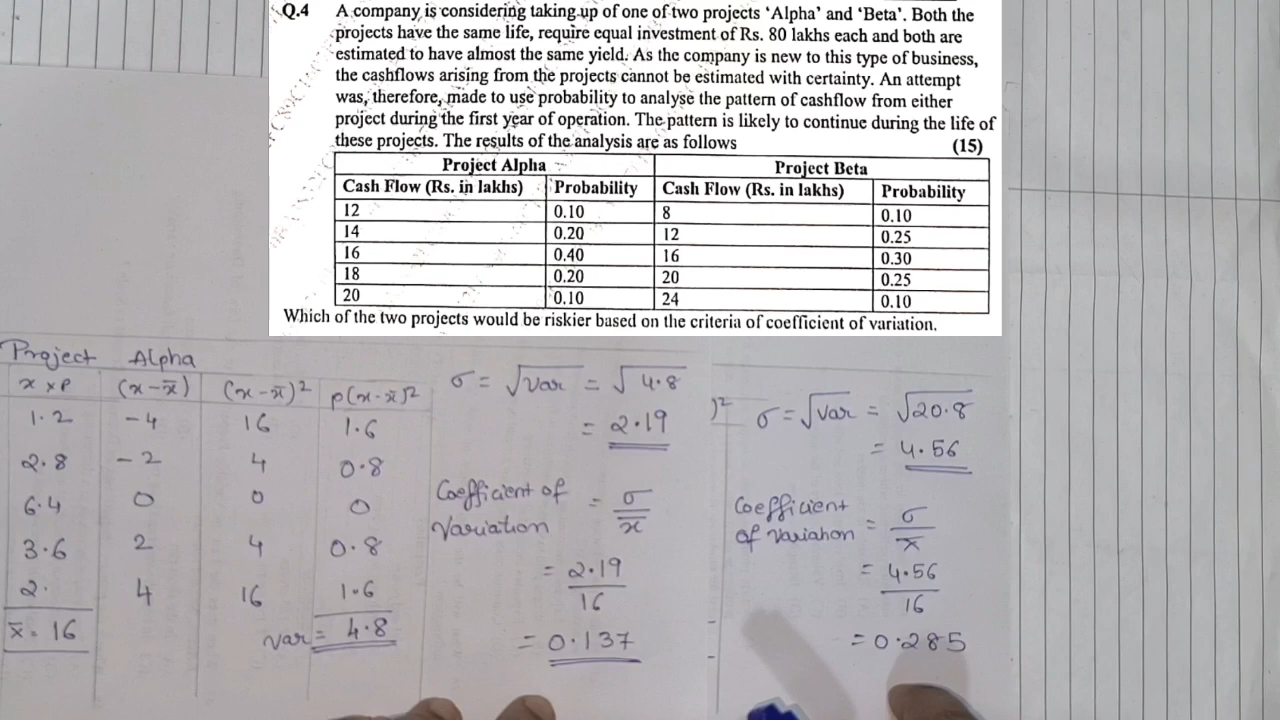 Q.4 A company is considering taking up of one of two projects ‘Alpha’ and ‘Beta’. Both the
projects have the same life, require equal investment of Rs. 80 lakhs each and both are
estimated to have almost the same yield. As the company is new to this type of business,
the cashflows arising from the projects cannot be estimated with certainty. An attempt
was, therefore, made to use probability to analyse the pattern of cashflow from either
project during the first year of operation. The pattern is likely to continue during the life of
these projects. The results of the analysis are as follows (15)
Project Alpha Project Beta
Cash Flow (Rs. in lakhs) Probability Cash Flow (Rs. in lakhs) Probability
12 0.10 8 0.10
14 0.20 12 0.25
16 0.40 16 0.30
18 0.20 20 0.25
20 0.10 24 0.10
Which of the two projects would be riskier based on the criteria of coefficient of variation.
Project Alpha
x × P (x - x̄) (x - x̄)² p(x - x̄)²
1.2 -4 16 1.6
2.8 -2 4 0.8
6.4 0 0 0
3.6 2 4 0.8
2. 4 16 1.6
x̄ = 16 var = 4.8
σ = √var = √4.8
= 2.19
Coefficient of
Variation = σ / x̄
= 2.19 / 16
= 0.137
)² σ = √var = √20.8
= 4.56
Coefficient
of Variation = σ / x̄
= 4.56 / 16
= 0.285